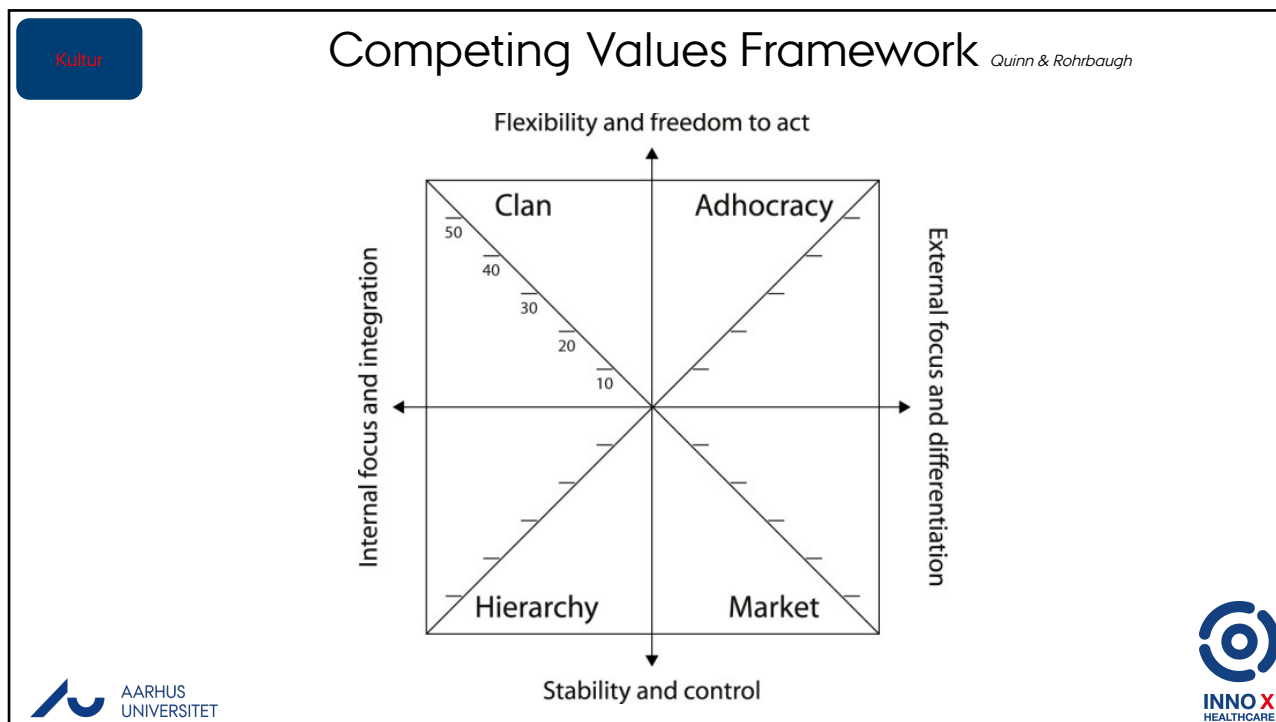 Kultur
Competing Values Framework Quinn & Rohrbaugh
Flexibility and freedom to act
Clan
Adhocracy
50
40
30
20
10
Internal focus and integration
External focus and differentiation
Hierarchy
Market
Stability and control
AARHUS
UNIVERSITET
INNO X
HEALTHCARE